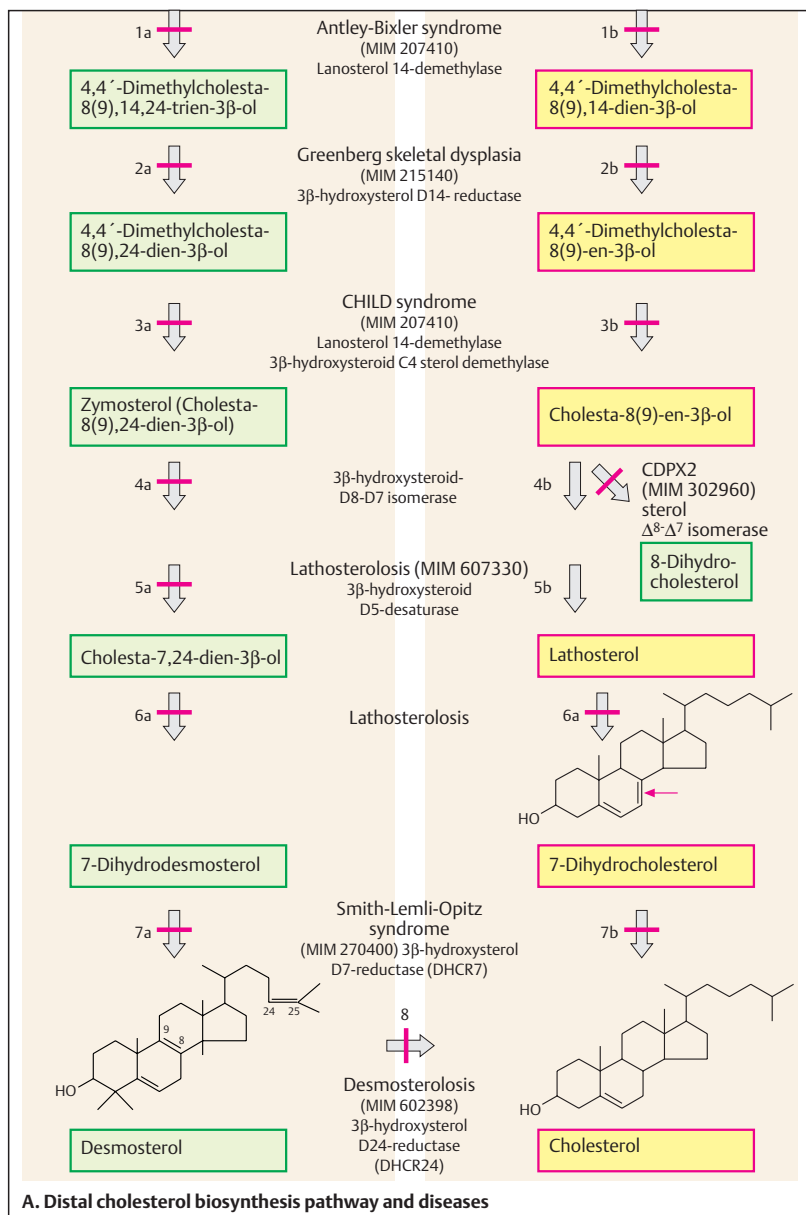 1a
Antley-Bixler syndrome
(MIM 207410)
Lanosterol 14-demethylase
1b
4,4´-Dimethylcholesta-
8(9),14,24-trien-3β-ol
4,4´-Dimethylcholesta-
8(9),14-dien-3β-ol
2a
Greenberg skeletal dysplasia
(MIM 215140)
3β-hydroxysterol D14- reductase
2b
4,4´-Dimethylcholesta-
8(9),24-dien-3β-ol
4,4´-Dimethylcholesta-
8(9)-en-3β-ol
3a
CHILD syndrome
(MIM 207410)
Lanosterol 14-demethylase
3β-hydroxysteroid C4 sterol demethylase
3b
Zymosterol (Cholesta-
8(9),24-dien-3β-ol)
Cholesta-8(9)-en-3β-ol
4a
3β-hydroxysteroid-
D8-D7 isomerase
4b
CDPX2
(MIM 302960)
sterol
Δ⁸-Δ⁷ isomerase
8-Dihydro-
cholesterol
5a
Lathosterolosis (MIM 607330)
3β-hydroxysteroid
D5-desaturase
5b
Cholesta-7,24-dien-3β-ol
Lathosterol
6a
Lathosterolosis
6a
HO
7-Dihydrodesmosterol
7-Dihydrocholesterol
7a
Smith-Lemli-Opitz
syndrome
(MIM 270400) 3β-hydroxysterol
D7-reductase (DHCR7)
7b
24 25
9
8
HO
8
Desmosterolosis
(MIM 602398)
3β-hydroxysterol
D24-reductase
(DHCR24)
HO
Desmosterol
Cholesterol
A. Distal cholesterol biosynthesis pathway and diseases